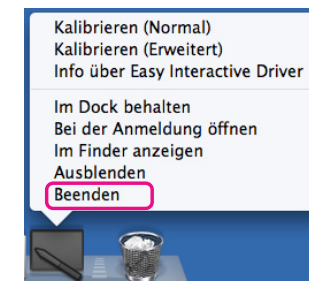 Kalibrieren (Normal)
Kalibrieren (Erweitert)
Info über Easy Interactive Driver
Im Dock behalten
Bei der Anmeldung öffnen
Im Finder anzeigen
Ausblenden
Beenden